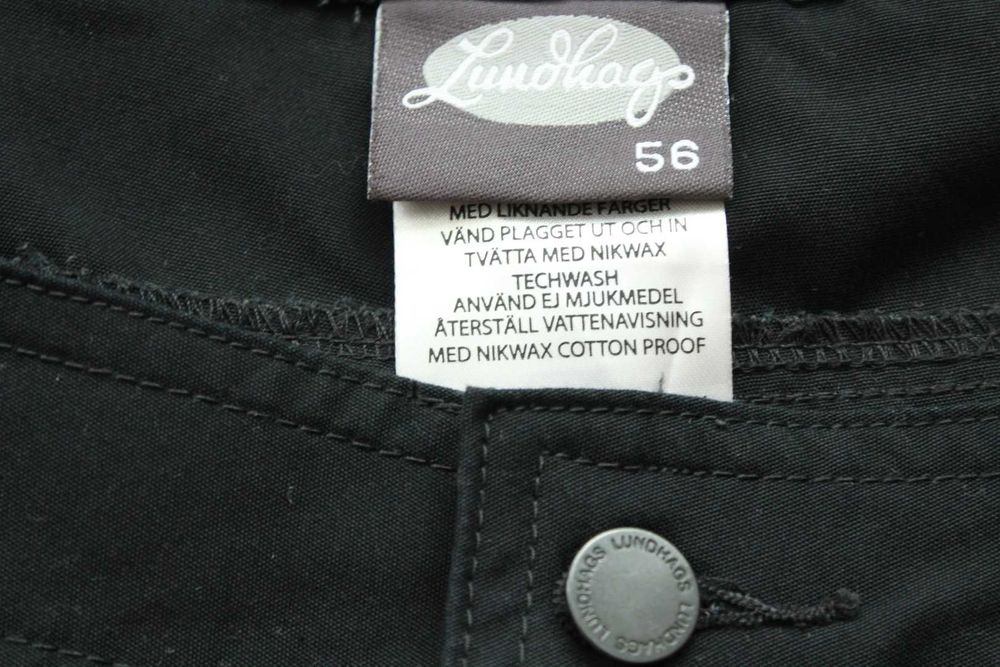 Lundhags
56
MED LIKNANDE FÄRGER
VÄND PLAGGET UT OCH IN
TVÄTTA MED NIKWAX
TECHWASH
ANVÄND EJ MJUKMEDEL
ÅTERSTÄLL VATTENAVISNING
MED NIKWAX COTTON PROOF
LUNDHAGS LUNDHAGS LUNDHAGS